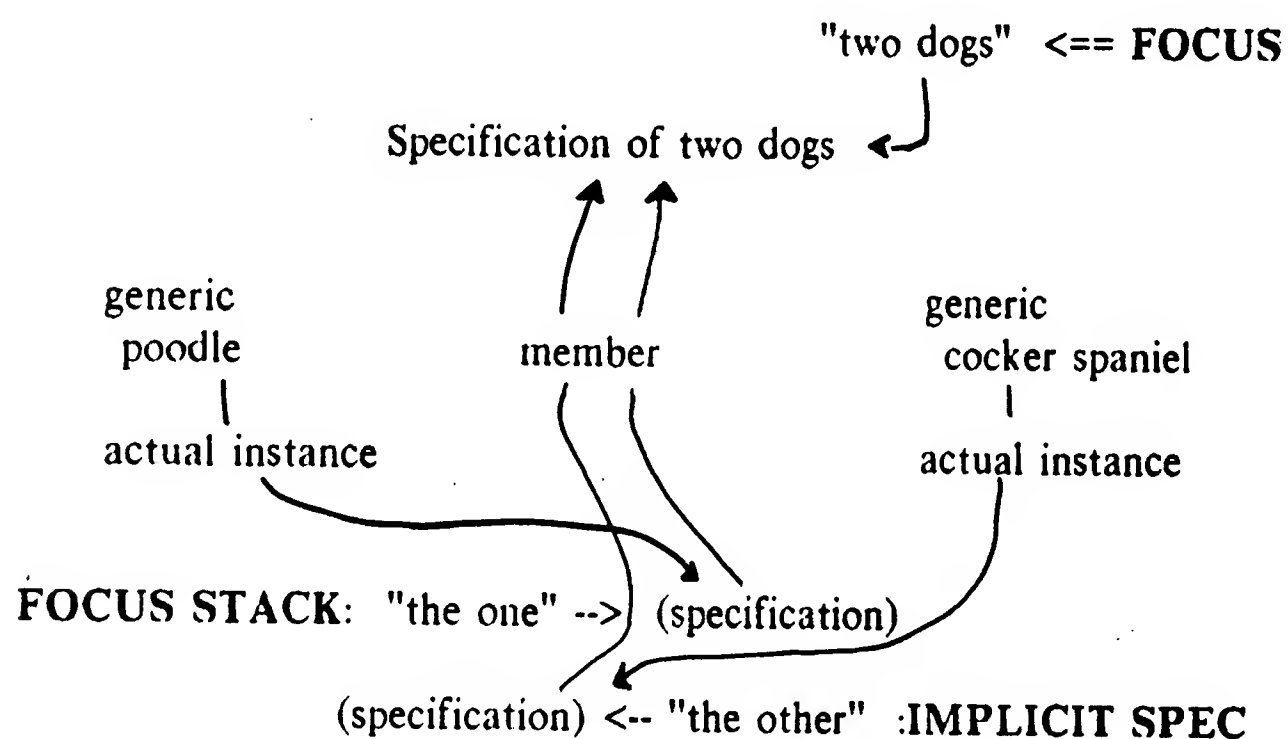 "two dogs" <== FOCUS
Specification of two dogs
generic
poodle
member
generic
cocker spaniel
actual instance
actual instance
FOCUS STACK: "the one" --> (specification)
(specification) <-- "the other" :IMPLICIT SPEC